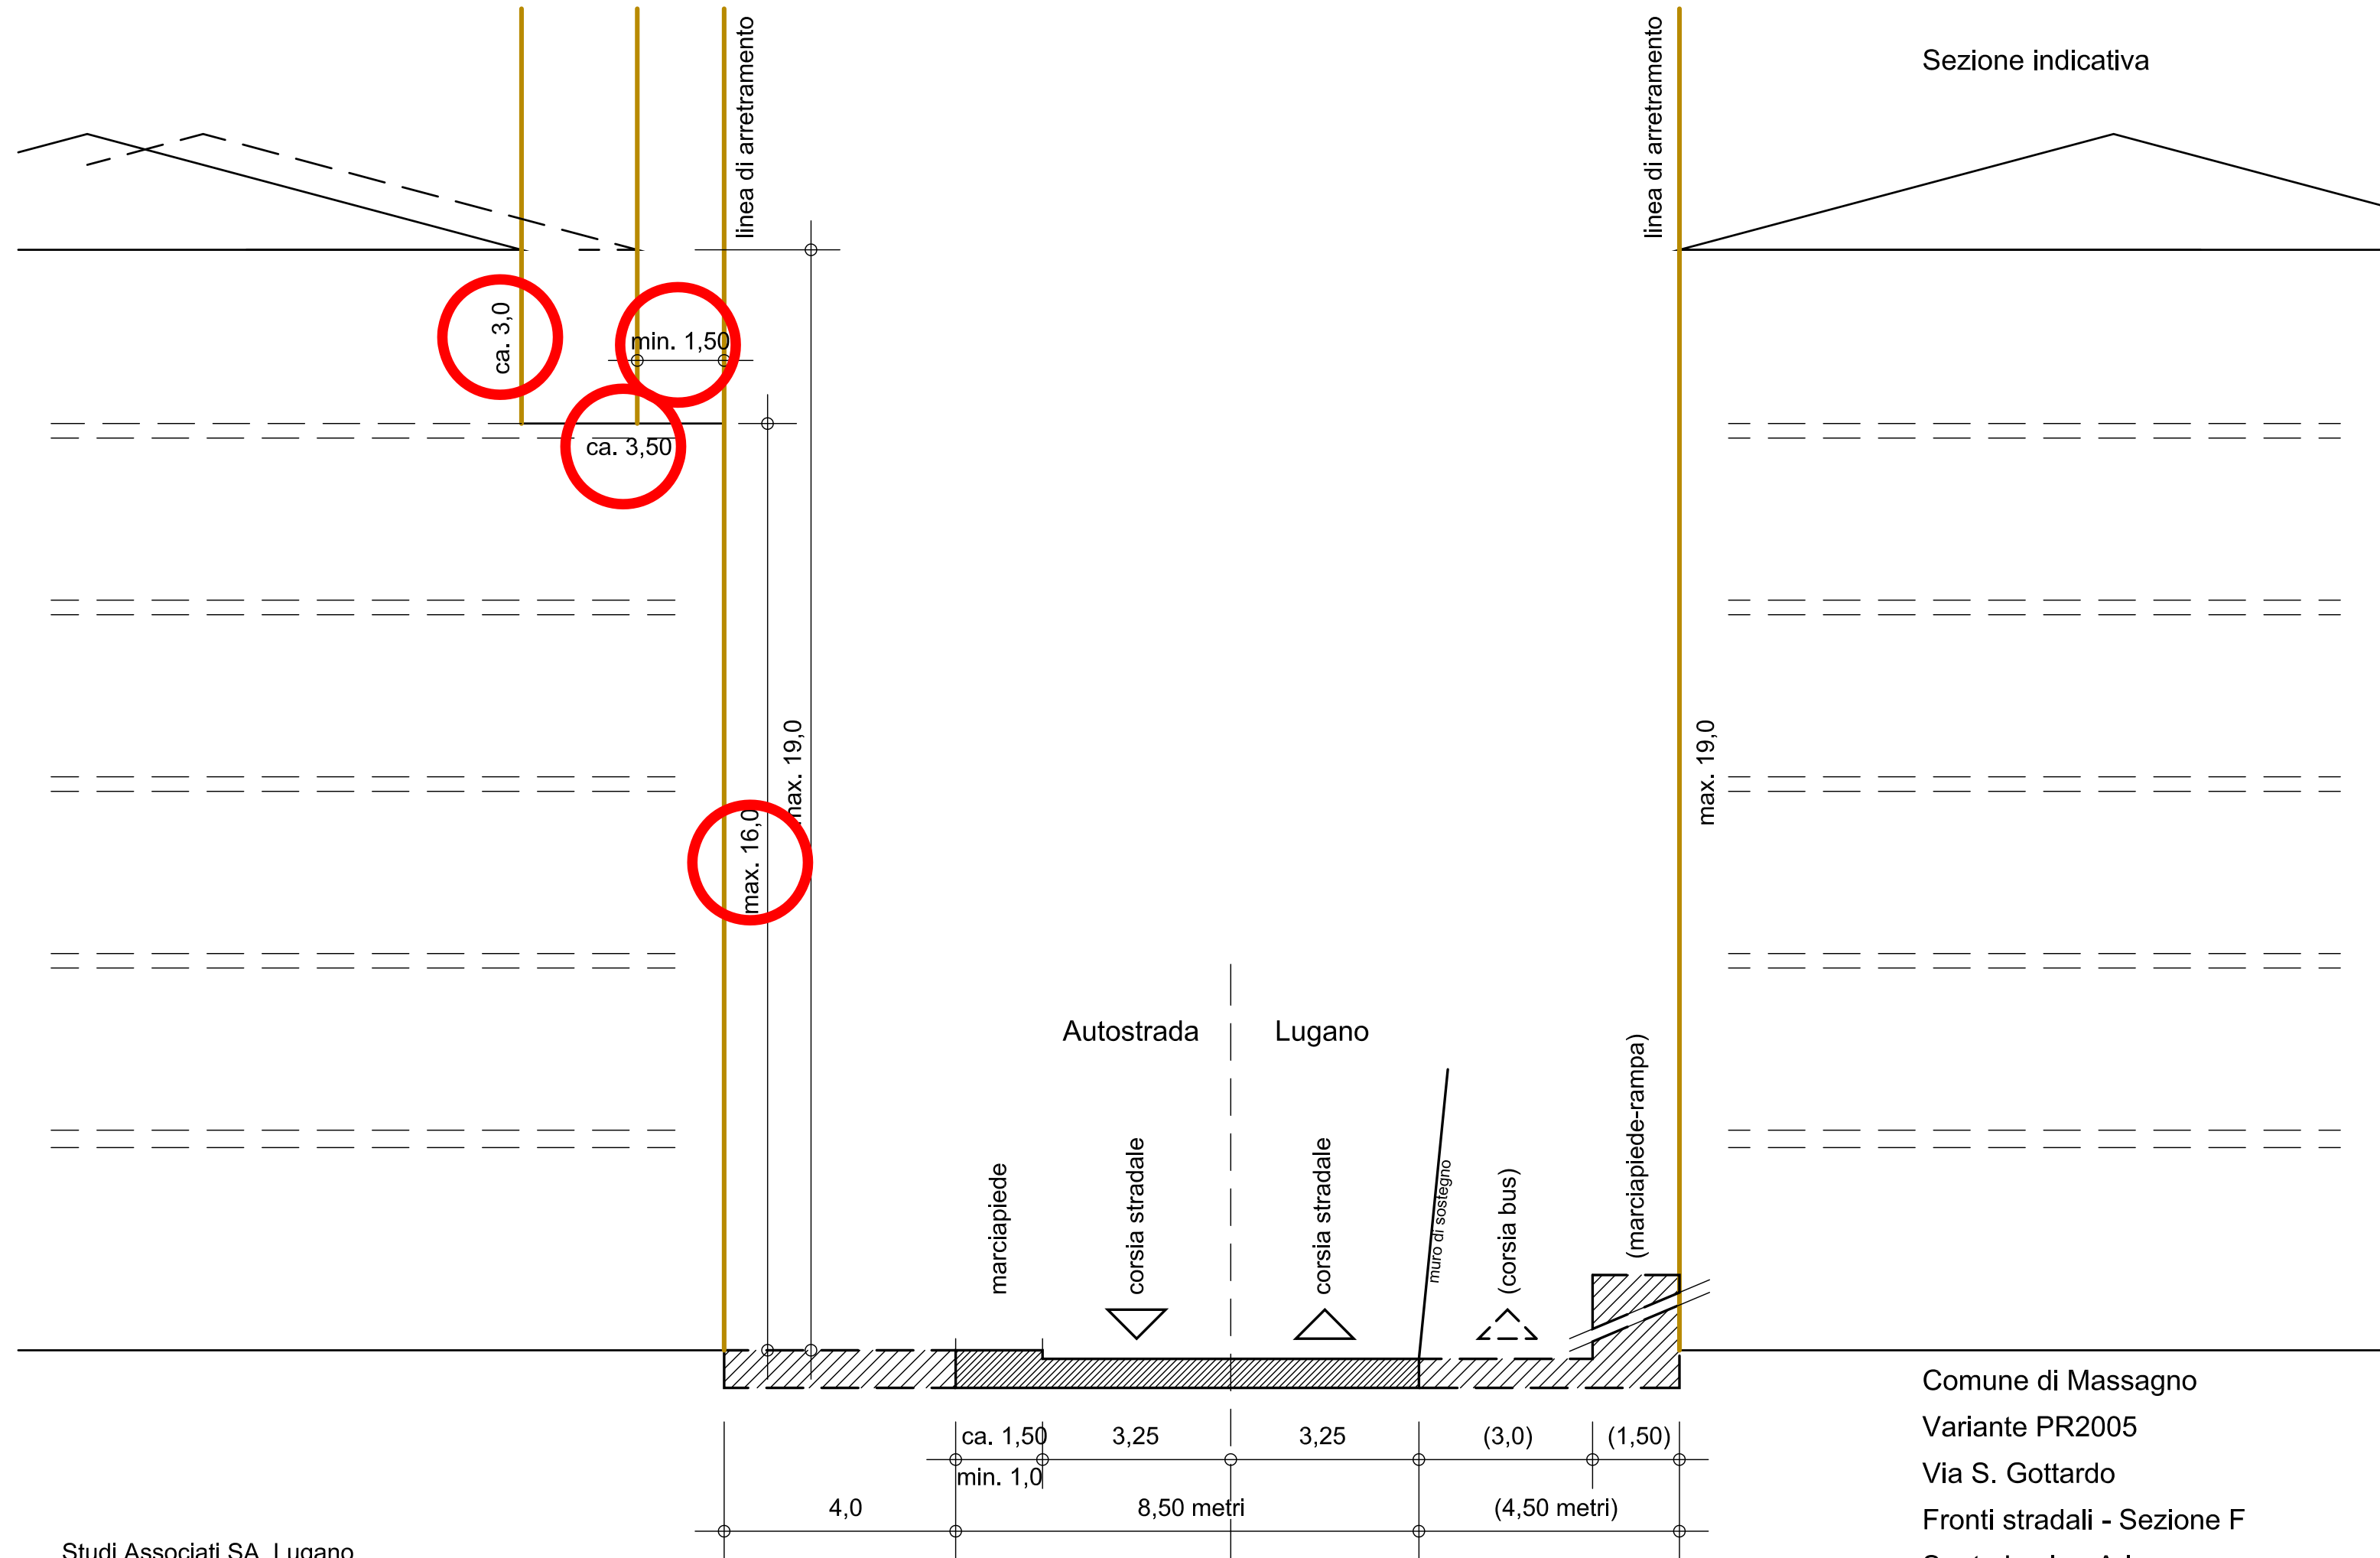 linea di arretramento
linea di arretramento
Sezione indicativa
ca. 3,0
min. 1,50
ca. 3,50
max. 19,0
max. 16,0
max. 19,0
Autostrada
Lugano
marciapiede
corsia stradale
corsia stradale
muro di sostegno
(corsia bus)
(marciapiede-rampa)
ca. 1,50
3,25
3,25
(3,0)
(1,50)
min. 1,0
4,0
8,50 metri
(4,50 metri)
Comune di Massagno
Variante PR2005
Via S. Gottardo
Fronti stradali - Sezione F
Studi Associati SA, Lugano